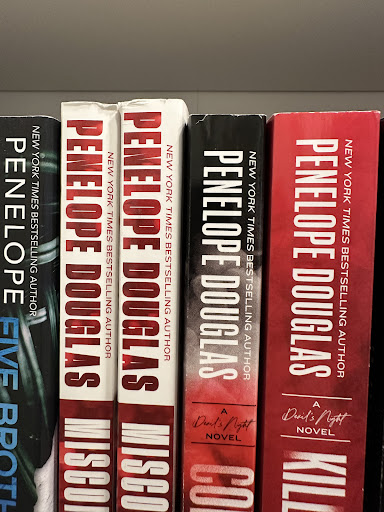 NEW YORK TIMES BESTSELLING AUTHOR
PENELOPE
FIVE BROTH
NEW YORK TIMES BESTSELLING AUTHOR
PENELOPE DOUGLAS
MISCO
NEW YORK TIMES BESTSELLING AUTHOR
PENELOPE DOUGLAS
MISCO
NEW YORK TIMES BESTSELLING AUTHOR
PENELOPE DOUGLAS
A
Devil's Night
NOVEL
CO
NEW YORK TIMES BESTSELLING AUTHOR
PENELOPE DOUGLAS
A
Devil's Night
NOVEL
KILL